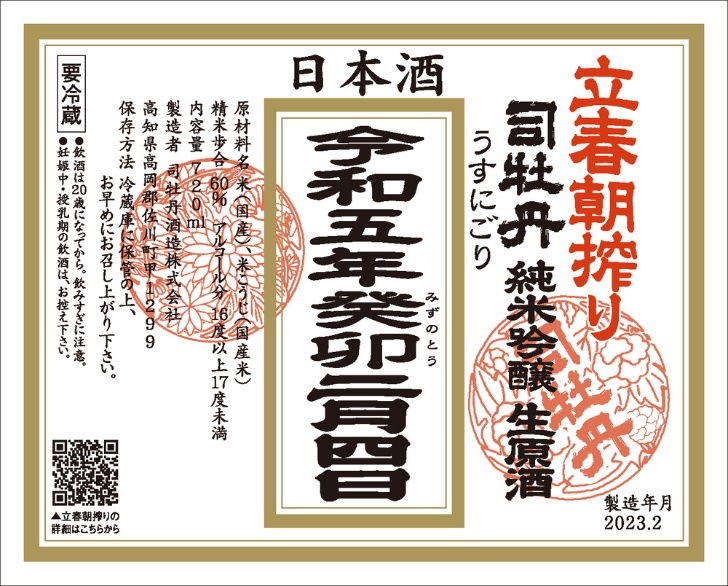 日本酒
立春朝搾り
司牡丹 純米吟醸 生原酒
うすにごり
製造年月
2023.2
令和五年癸卯二月四日
みずのとう
原材料名 米(国産)、米こうじ(国産米)
精米歩合 60% アルコール分 16度以上17度未満
内容量 720ml
製造者 司牡丹酒造株式会社
高知県高岡郡佐川町甲1299
保存方法 冷蔵庫に保管の上、
お早めにお召し上がり下さい。
要冷蔵
●飲酒は20歳になってから。飲みすぎに注意。
●妊娠中・授乳期の飲酒は、お控え下さい。
▲立春朝搾りの
詳細はこちらから
司牡丹